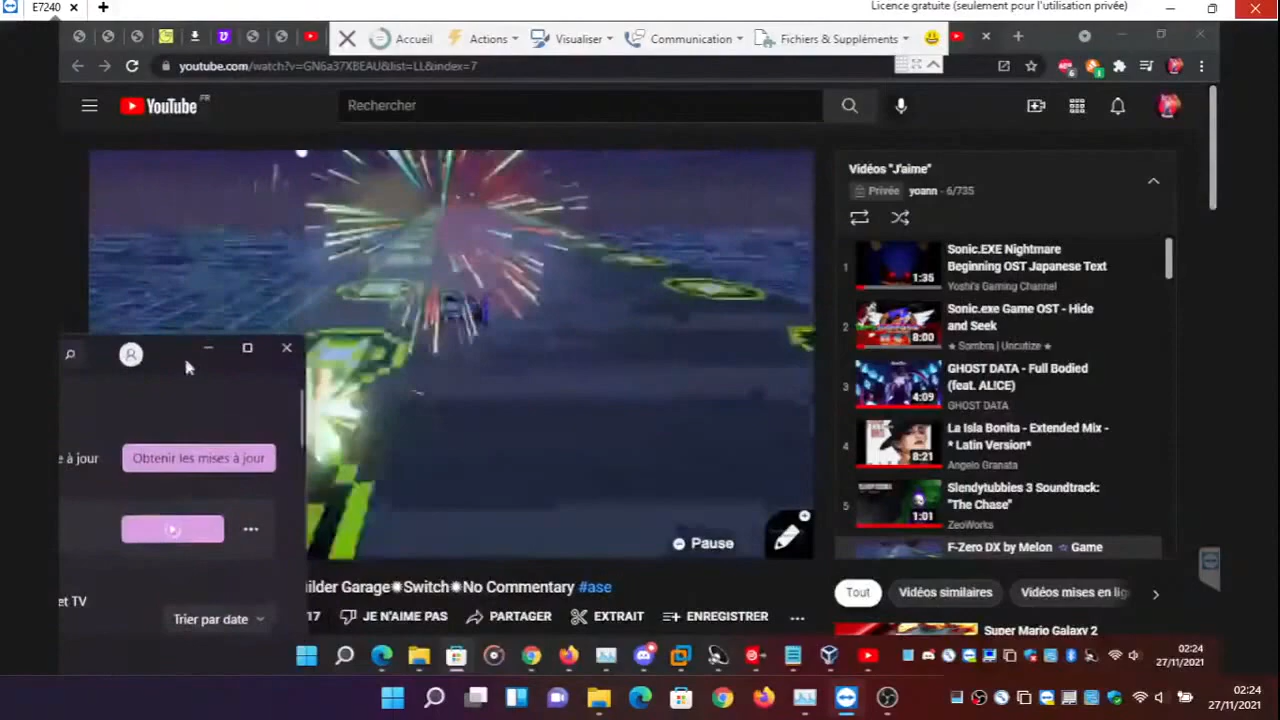 E7240
Licence gratuite (seulement pour l'utilisation privée)
Accueil
Actions
Visualiser
Communication
Fichiers & Suppléments
youtube.com/watch?v=GN6a37XBEAU&list=LL&index=7
YouTube FR
Rechercher
Vidéos "J'aime"
Privée yoann - 6/735
1
1:35
Sonic.EXE Nightmare
Beginning OST Japanese Text
Yoshi's Gaming Channel
2
8:00
Sonic.exe Game OST - Hide
and Seek
★ Sombra | Uncutize ★
3
4:09
GHOST DATA - Full Bodied
(feat. AL!CE)
GHOST DATA
4
8:21
La Isla Bonita - Extended Mix -
* Latin Version*
Angelo Granata
5
1:01
Slendytubbies 3 Soundtrack:
"The Chase"
ZeoWorks
F-Zero DX by Melon ☆ Game
Pause
e à jour
Obtenir les mises à jour
et TV
Trier par date
uilder Garage✹Switch✹No Commentary #ase
17
JE N'AIME PAS
PARTAGER
EXTRAIT
ENREGISTRER
Tout
Vidéos similaires
Vidéos mises en lig
Super Mario Galaxy 2
02:24
27/11/2021
02:24
27/11/2021